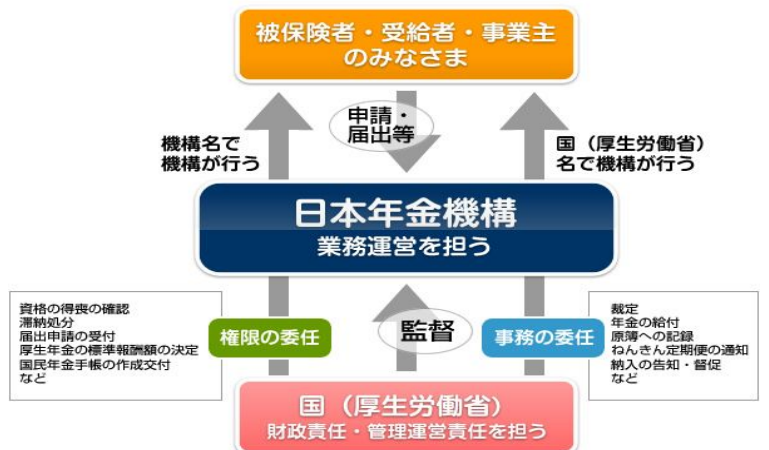 被保険者・受給者・事業主
のみなさま
申請・
届出等
機構名で
機構が行う
国（厚生労働省）
名で機構が行う
日本年金機構
業務運営を担う
資格の得喪の確認
滞納処分
届出申請の受付
厚生年金の標準報酬額の決定
国民年金手帳の作成交付
など
権限の委任
監督
事務の委任
裁定
年金の給付
原簿への記録
ねんきん定期便の通知
納入の告知・督促
など
国（厚生労働省）
財政責任・管理運営責任を担う